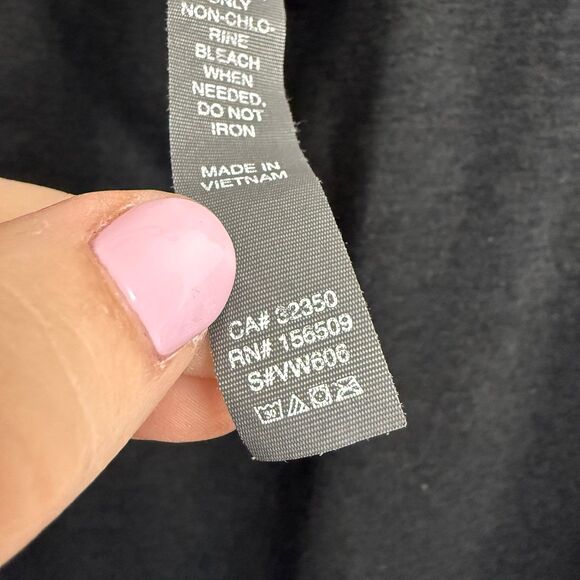 ONLY
NON-CHLO-
RINE
BLEACH
WHEN
NEEDED.
DO NOT
IRON
MADE IN
VIETNAM
CA# 32350
RN# 156509
S#VW606